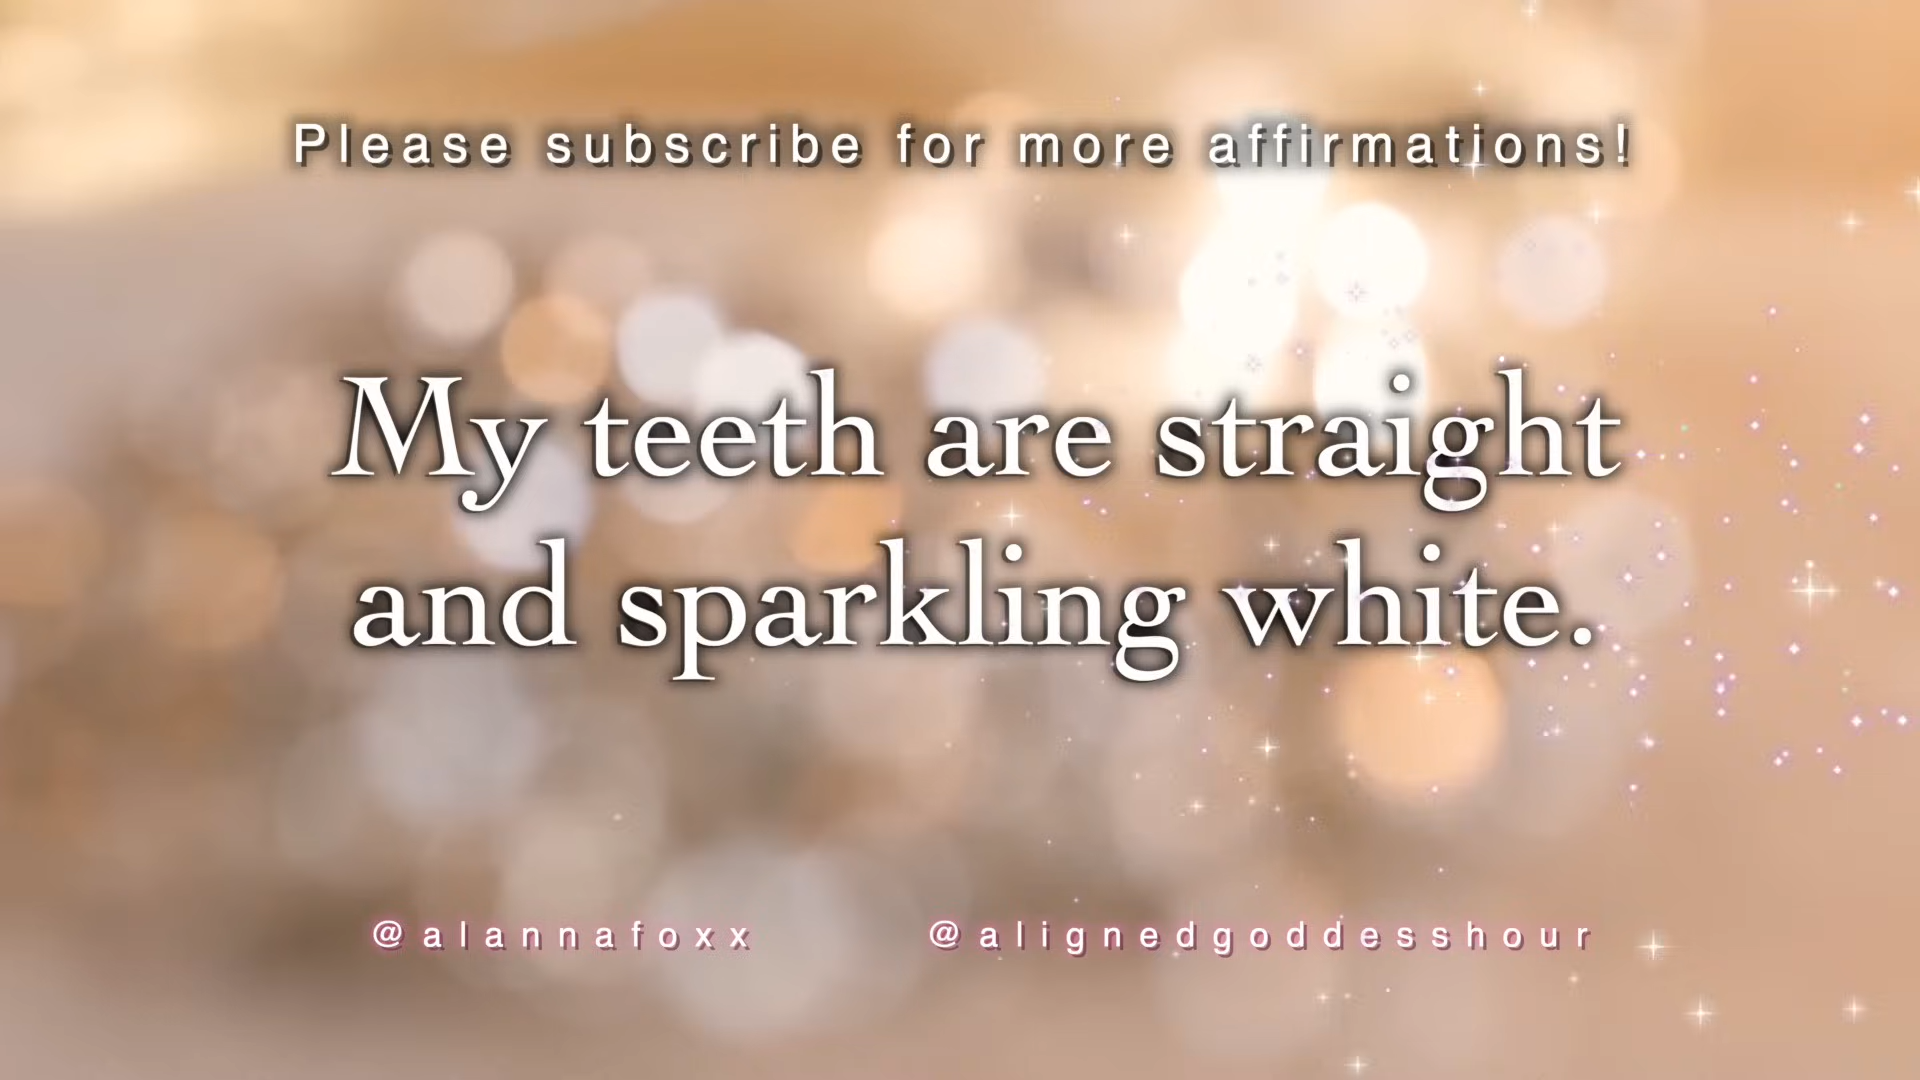 Please subscribe for more affirmations!
My teeth are straight
and sparkling white.
@alannafoxx @alignedgoddesshour